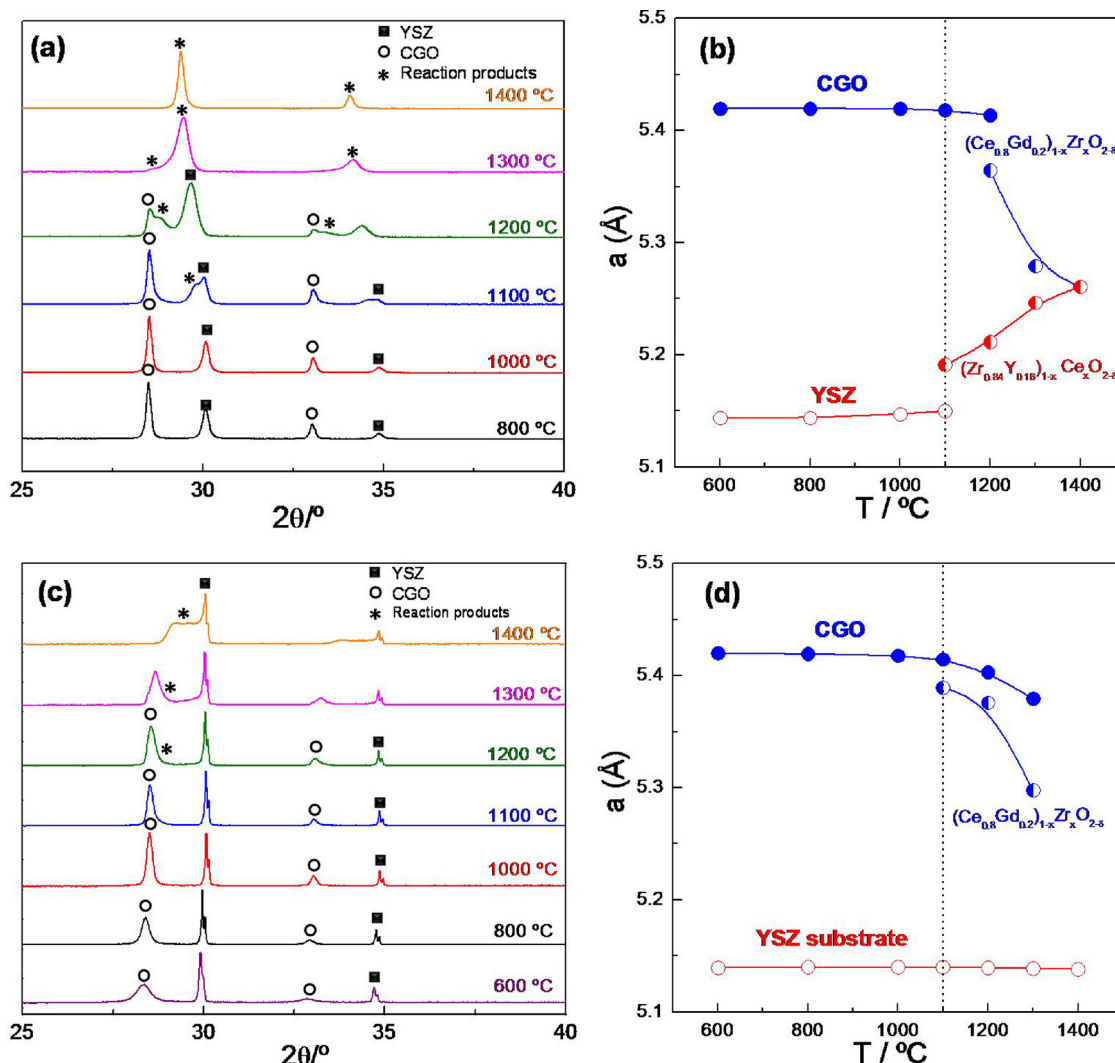 (a)
■ YSZ
○ CGO
* Reaction products
1400 ºC
1300 ºC
1200 ºC
1100 ºC
1000 ºC
800 ºC
25 30 35 40
2θ/º
(b)
5.5
5.4
5.3
5.2
5.1
a (Å)
CGO
(Ce0.8Gd0.2)1-xZrxO2-δ
(Zr0.84Y0.16)1-xCexO2-δ
YSZ
600 800 1000 1200 1400
T / ºC
(c)
■ YSZ
○ CGO
* Reaction products
1400 ºC
1300 ºC
1200 ºC
1100 ºC
1000 ºC
800 ºC
600 ºC
25 30 35 40
2θ/º
(d)
5.5
5.4
5.3
5.2
5.1
a (Å)
CGO
(Ce0.8Gd0.2)1-xZrxO2-δ
YSZ substrate
600 800 1000 1200 1400
T / ºC